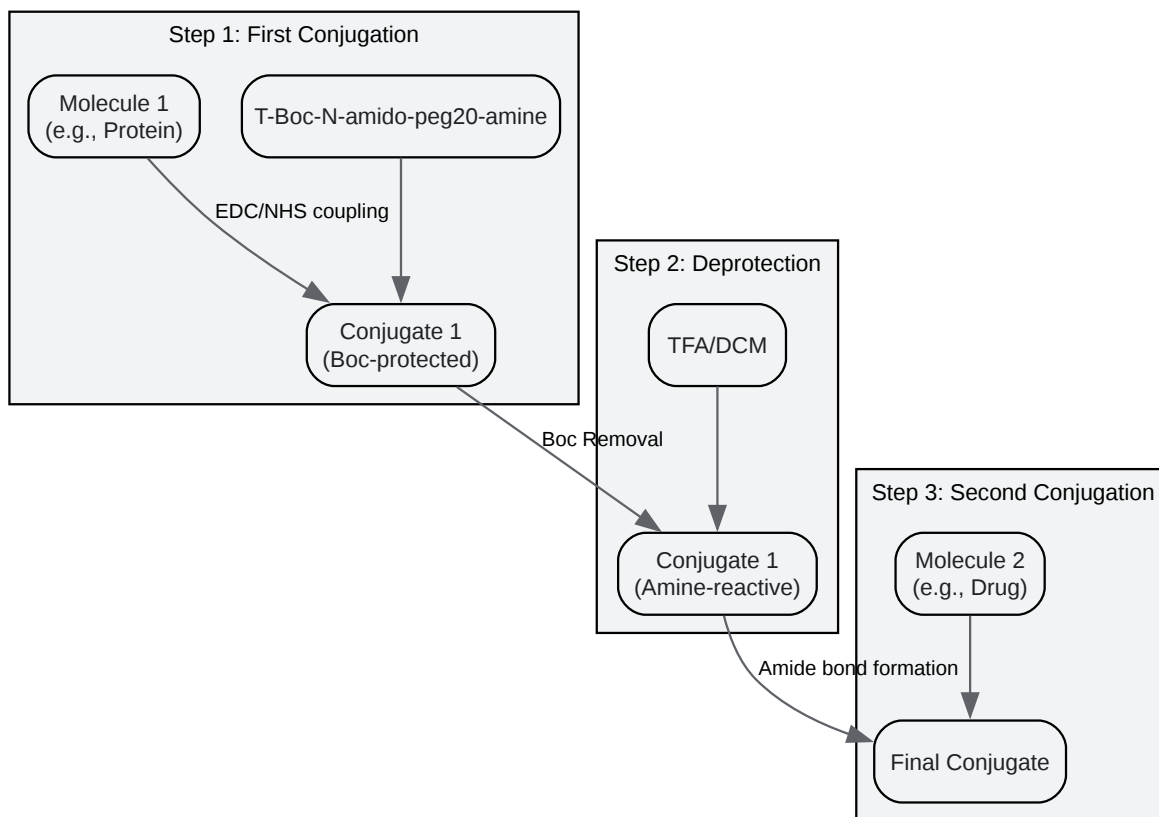 Step 1: First Conjugation
Molecule 1
(e.g., Protein)
T-Boc-N-amido-peg20-amine
EDC/NHS coupling
Conjugate 1
(Boc-protected)
Step 2: Deprotection
TFA/DCM
Boc Removal
Conjugate 1
(Amine-reactive)
Step 3: Second Conjugation
Molecule 2
(e.g., Drug)
Amide bond formation
Final Conjugate